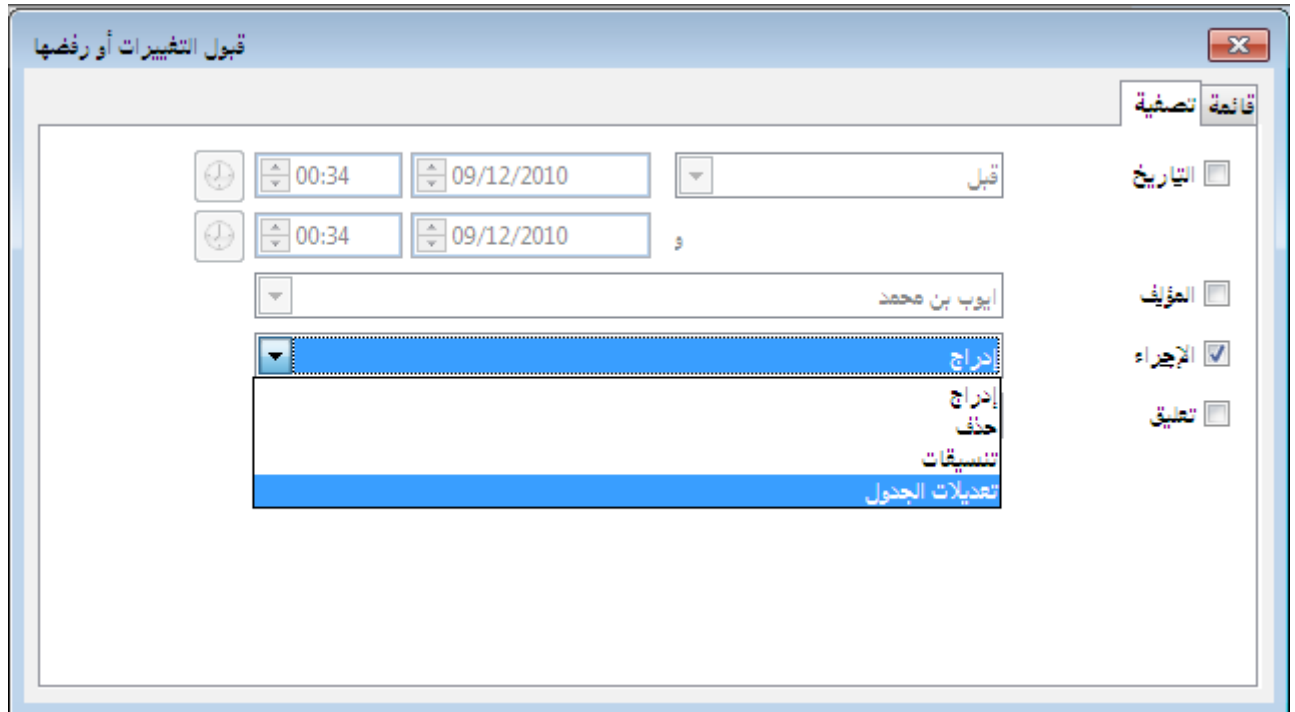 قبول التغييرات أو رفضها
قائمة تصفية
التاريخ قبل 09/12/2010 00:34
و 09/12/2010 00:34
المؤلف ايوب بن محمد
الإجراء إدراج
إدراج
تعليق حذف
تنسيقات
تعديلات الجدول